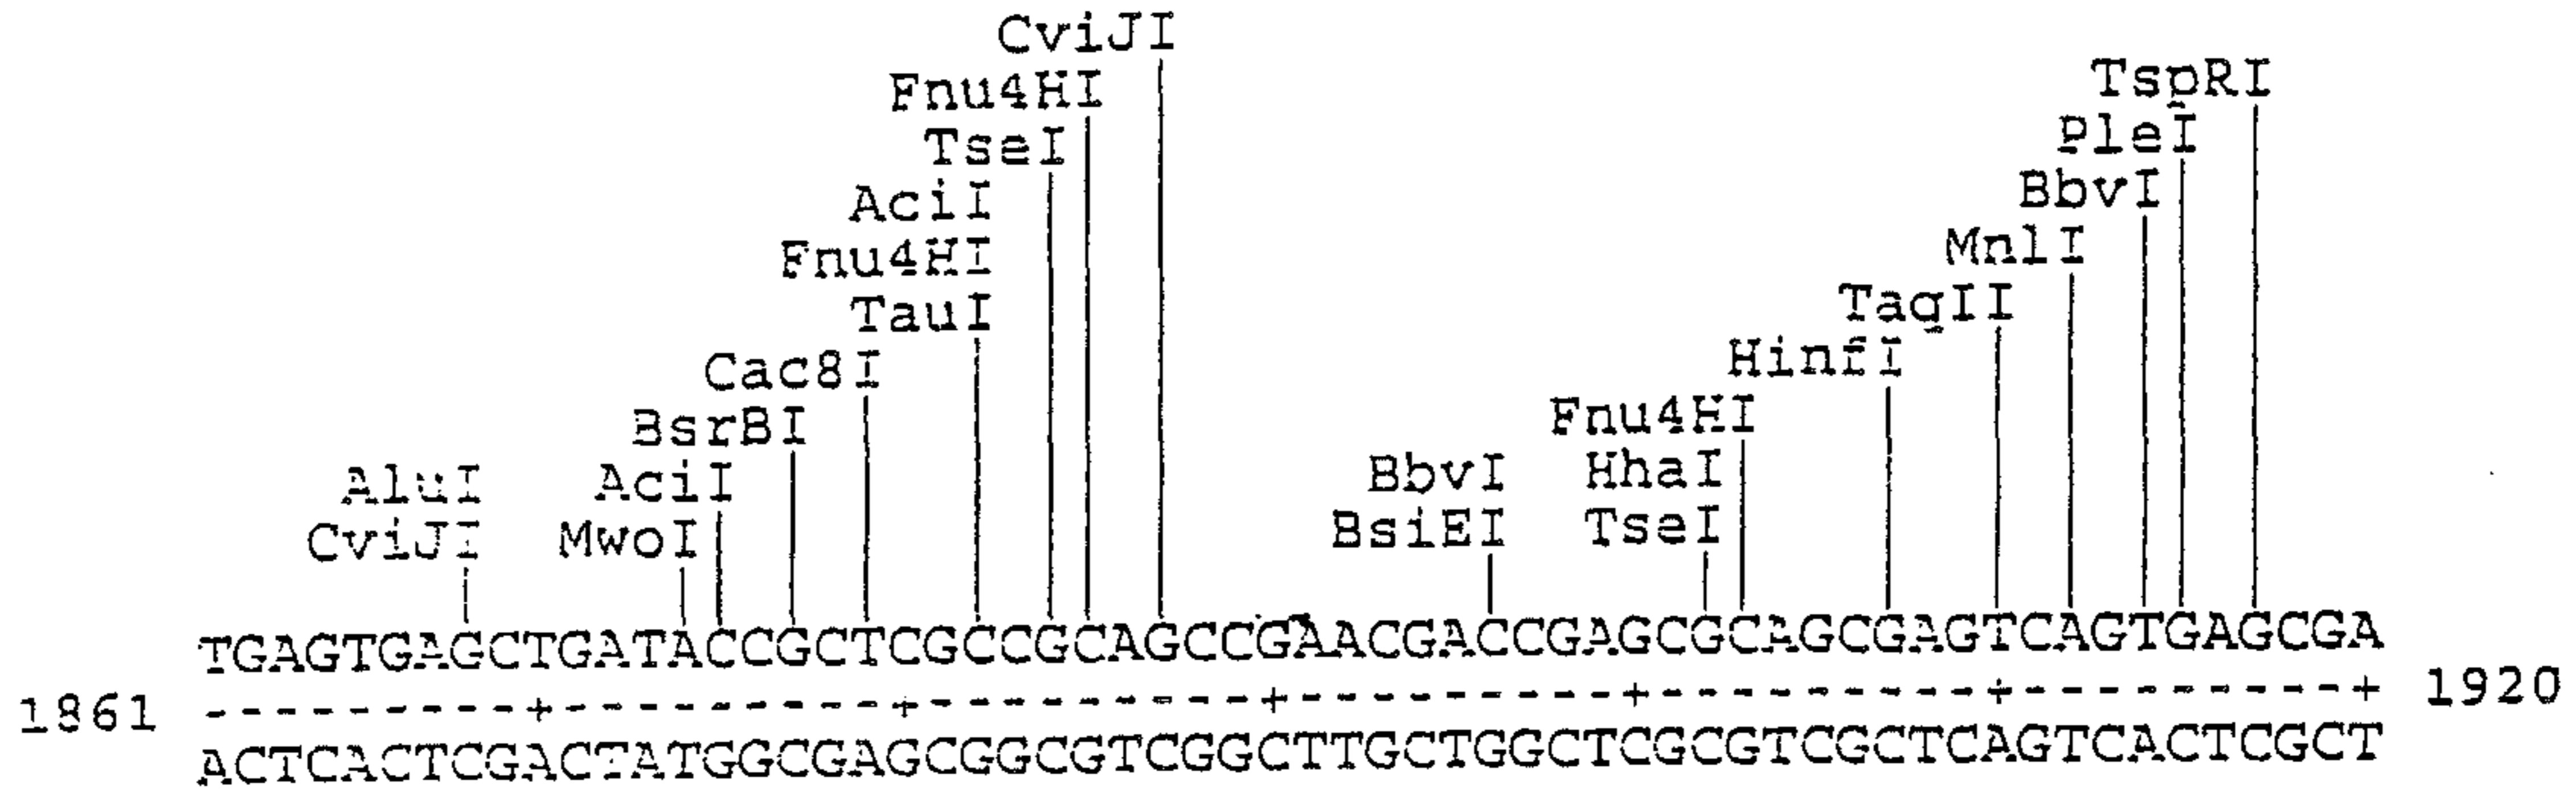 CviJI
Fnu4HI TspRI
TseI PleI
AciI BbvI
Fnu4HI MnlI
TauI TaqII
Cac8I HinfI
BsrBI Fnu4HI
AluI AciI BbvI HhaI
CviJI MwoI BsiEI TseI
TGAGTGAGCTGATACCGCTCGCCGCAGCCGAACGACCGAGCGCAGCGAGTCAGTGAGCGA
1861 ---------+---------+---------+---------+---------+---------+ 1920
ACTCACTCGACTATGGCGAGCGGCGTCGGCTTGCTGGCTCGCGTCGCTCAGTCACTCGCT